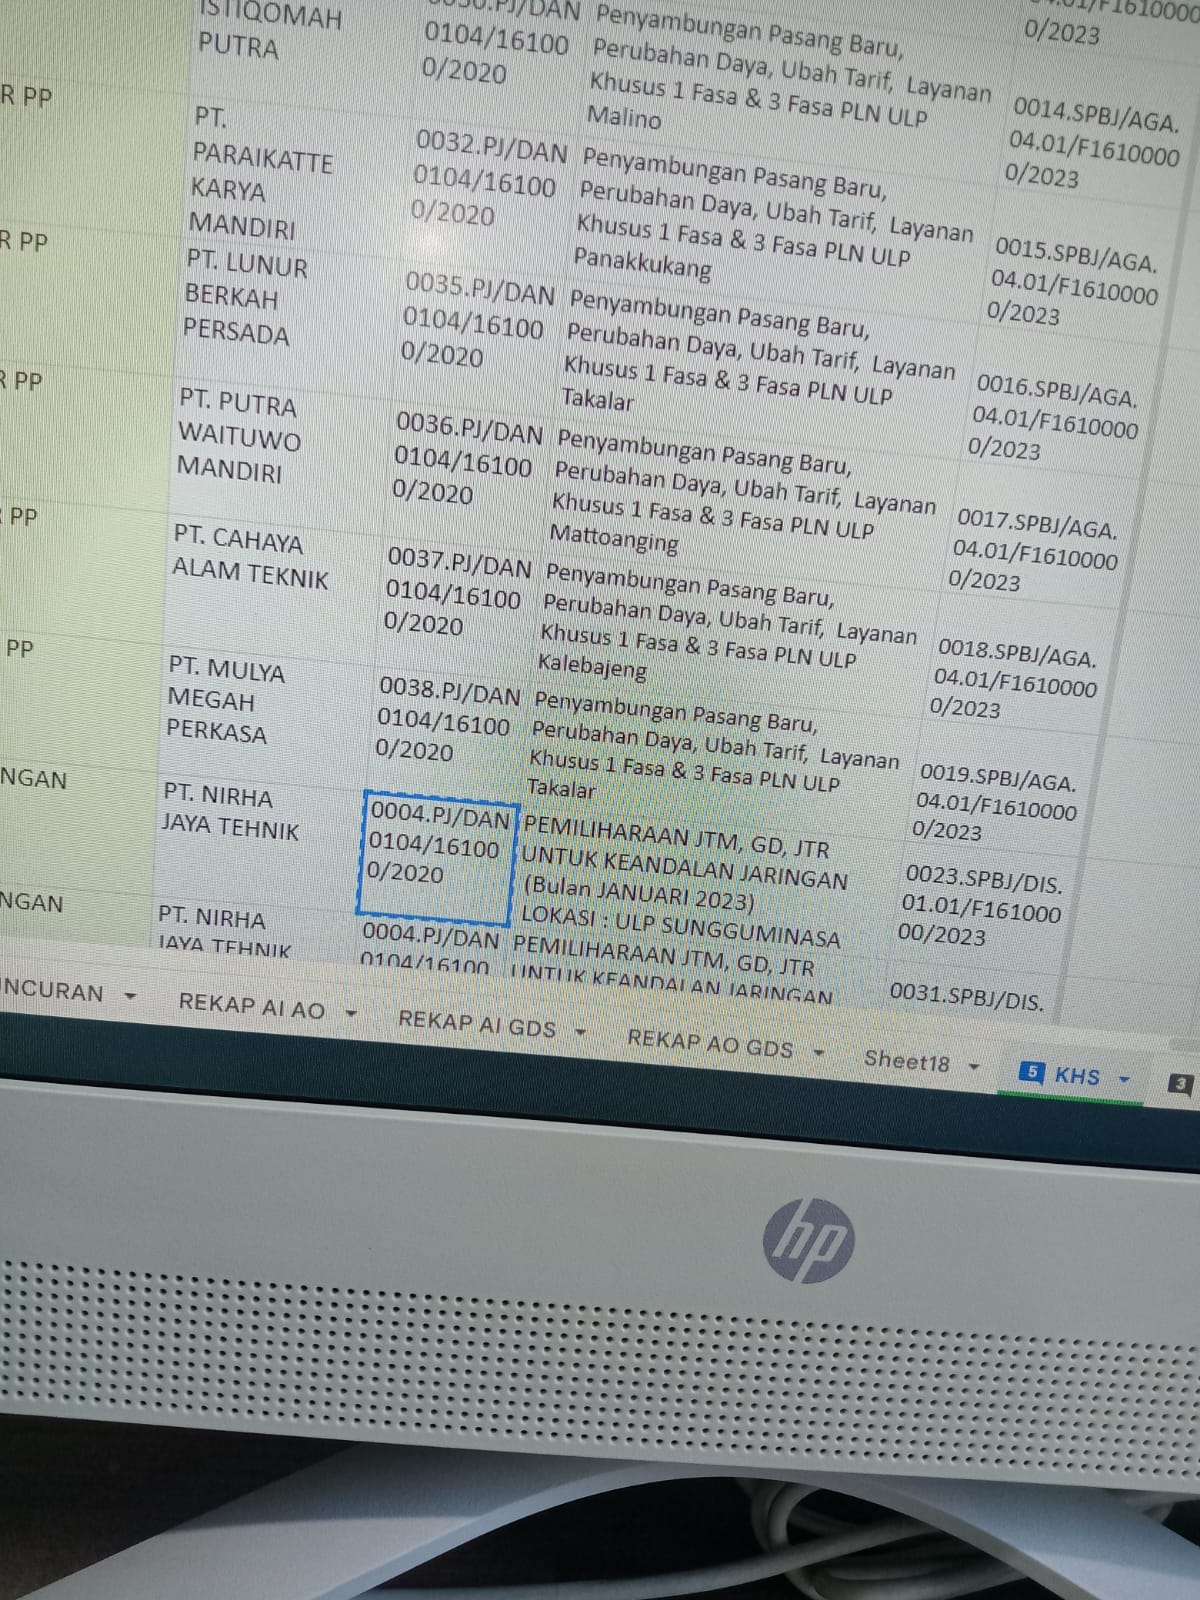 ISTIQOMAH
PUTRA
0104/16100
0/2020
Penyambungan Pasang Baru,
Perubahan Daya, Ubah Tarif, Layanan
Khusus 1 Fasa & 3 Fasa PLN ULP
Malino
0/2023
0014.SPBJ/AGA.
04.01/F1610000
0/2023
R PP
PT.
PARAIKATTE
KARYA
MANDIRI
0032.PJ/DAN
0104/16100
0/2020
Penyambungan Pasang Baru,
Perubahan Daya, Ubah Tarif, Layanan
Khusus 1 Fasa & 3 Fasa PLN ULP
Panakkukang
0015.SPBJ/AGA.
04.01/F1610000
0/2023
R PP
PT. LUNUR
BERKAH
PERSADA
0035.PJ/DAN
0104/16100
0/2020
Penyambungan Pasang Baru,
Perubahan Daya, Ubah Tarif, Layanan
Khusus 1 Fasa & 3 Fasa PLN ULP
Takalar
0016.SPBJ/AGA.
04.01/F1610000
0/2023
R PP
PT. PUTRA
WAITUWO
MANDIRI
0036.PJ/DAN
0104/16100
0/2020
Penyambungan Pasang Baru,
Perubahan Daya, Ubah Tarif, Layanan
Khusus 1 Fasa & 3 Fasa PLN ULP
Mattoanging
0017.SPBJ/AGA.
04.01/F1610000
0/2023
PP
PT. CAHAYA
ALAM TEKNIK
0037.PJ/DAN
0104/16100
0/2020
Penyambungan Pasang Baru,
Perubahan Daya, Ubah Tarif, Layanan
Khusus 1 Fasa & 3 Fasa PLN ULP
Kalebajeng
0018.SPBJ/AGA.
04.01/F1610000
0/2023
PP
PT. MULYA
MEGAH
PERKASA
0038.PJ/DAN
0104/16100
0/2020
Penyambungan Pasang Baru,
Perubahan Daya, Ubah Tarif, Layanan
Khusus 1 Fasa & 3 Fasa PLN ULP
Takalar
0019.SPBJ/AGA.
04.01/F1610000
0/2023
NGAN
PT. NIRHA
JAYA TEHNIK
0004.PJ/DAN
0104/16100
0/2020
PEMILIHARAAN JTM, GD, JTR
UNTUK KEANDALAN JARINGAN
(Bulan JANUARI 2023)
LOKASI : ULP SUNGGUMINASA
0023.SPBJ/DIS.
01.01/F161000
00/2023
NGAN
PT. NIRHA
JAYA TEHNIK
0004.PJ/DAN
0104/16100
PEMILIHARAAN JTM, GD, JTR
UNTUK KEANDALAN JARINGAN
0031.SPBJ/DIS.
NCURAN
REKAP AI AO
REKAP AI GDS
REKAP AO GDS
Sheet18
5 KHS
3
hp